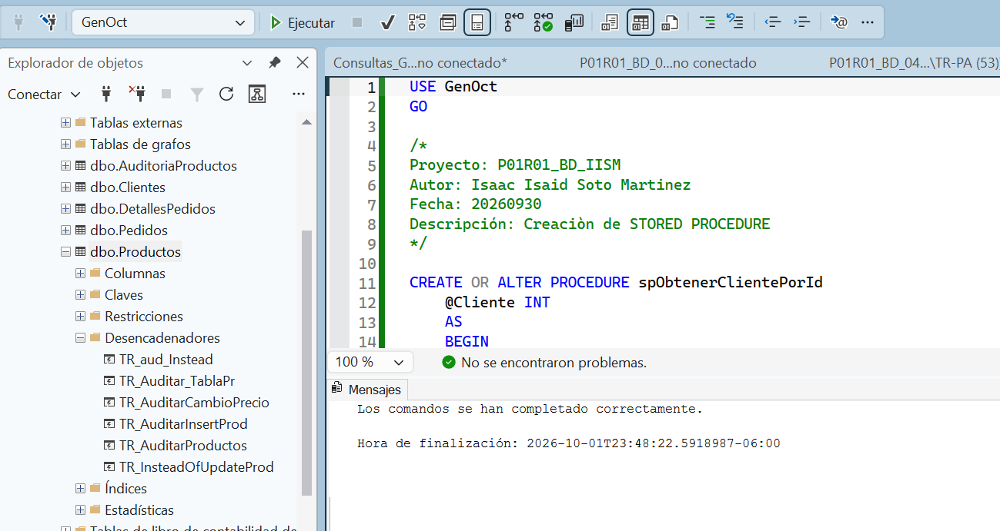 GenOct
Ejecutar
Explorador de objetos
Conectar
Tablas externas
Tablas de grafos
dbo.AuditoriaProductos
dbo.Clientes
dbo.DetallesPedidos
dbo.Pedidos
dbo.Productos
Columnas
Claves
Restricciones
Desencadenadores
TR_aud_Instead
TR_Auditar_TablaPr
TR_AuditarCambioPrecio
TR_AuditarInsertProd
TR_AuditarProductos
TR_InsteadOfUpdateProd
Índices
Estadísticas
Tablas de libro de contabilidad de
Consultas_G...no conectado* P01R01_BD_0...no conectado P01R01_BD_04...\TR-PA (53)
1 USE GenOct
2 GO
3
4 /*
5 Proyecto: P01R01_BD_IISM
6 Autor: Isaac Isaid Soto Martinez
7 Fecha: 20260930
8 Descripción: Creaciòn de STORED PROCEDURE
9 */
10
11 CREATE OR ALTER PROCEDURE spObtenerClientePorId
12 @Cliente INT
13 AS
14 BEGIN
100 % No se encontraron problemas.
Mensajes
Los comandos se han completado correctamente.
Hora de finalización: 2026-10-01T23:48:22.5918987-06:00